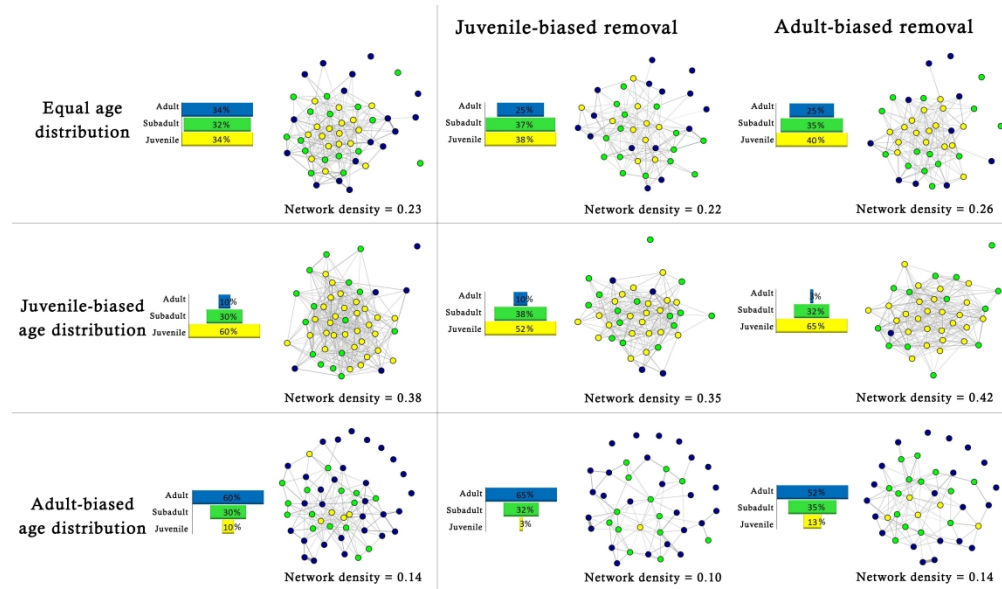 Juvenile-biased removal
Adult-biased removal
Equal age
distribution
Adult
34%
Subadult
32%
Juvenile
34%
Network density = 0.23
Adult
25%
Subadult
37%
Juvenile
38%
Network density = 0.22
Adult
25%
Subadult
35%
Juvenile
40%
Network density = 0.26
Juvenile-biased
age distribution
Adult
10%
Subadult
30%
Juvenile
60%
Network density = 0.38
Adult
10%
Subadult
38%
Juvenile
52%
Network density = 0.35
Adult
3%
Subadult
32%
Juvenile
65%
Network density = 0.42
Adult-biased
age distribution
Adult
60%
Subadult
30%
Juvenile
10%
Network density = 0.14
Adult
65%
Subadult
32%
Juvenile
3%
Network density = 0.10
Adult
52%
Subadult
35%
Juvenile
13%
Network density = 0.14